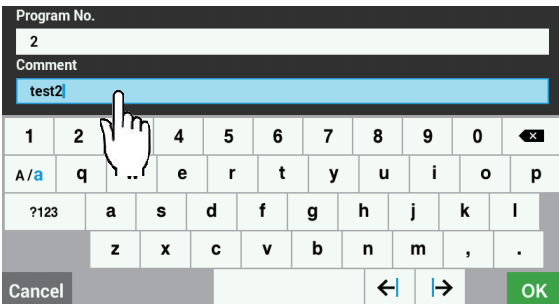 Program No.
2
Comment
test2
1 2 4 5 6 7 8 9 0
A/a q e r t y u i o p
?123 a s d f g h j k l
z x c v b n m , .
Cancel OK